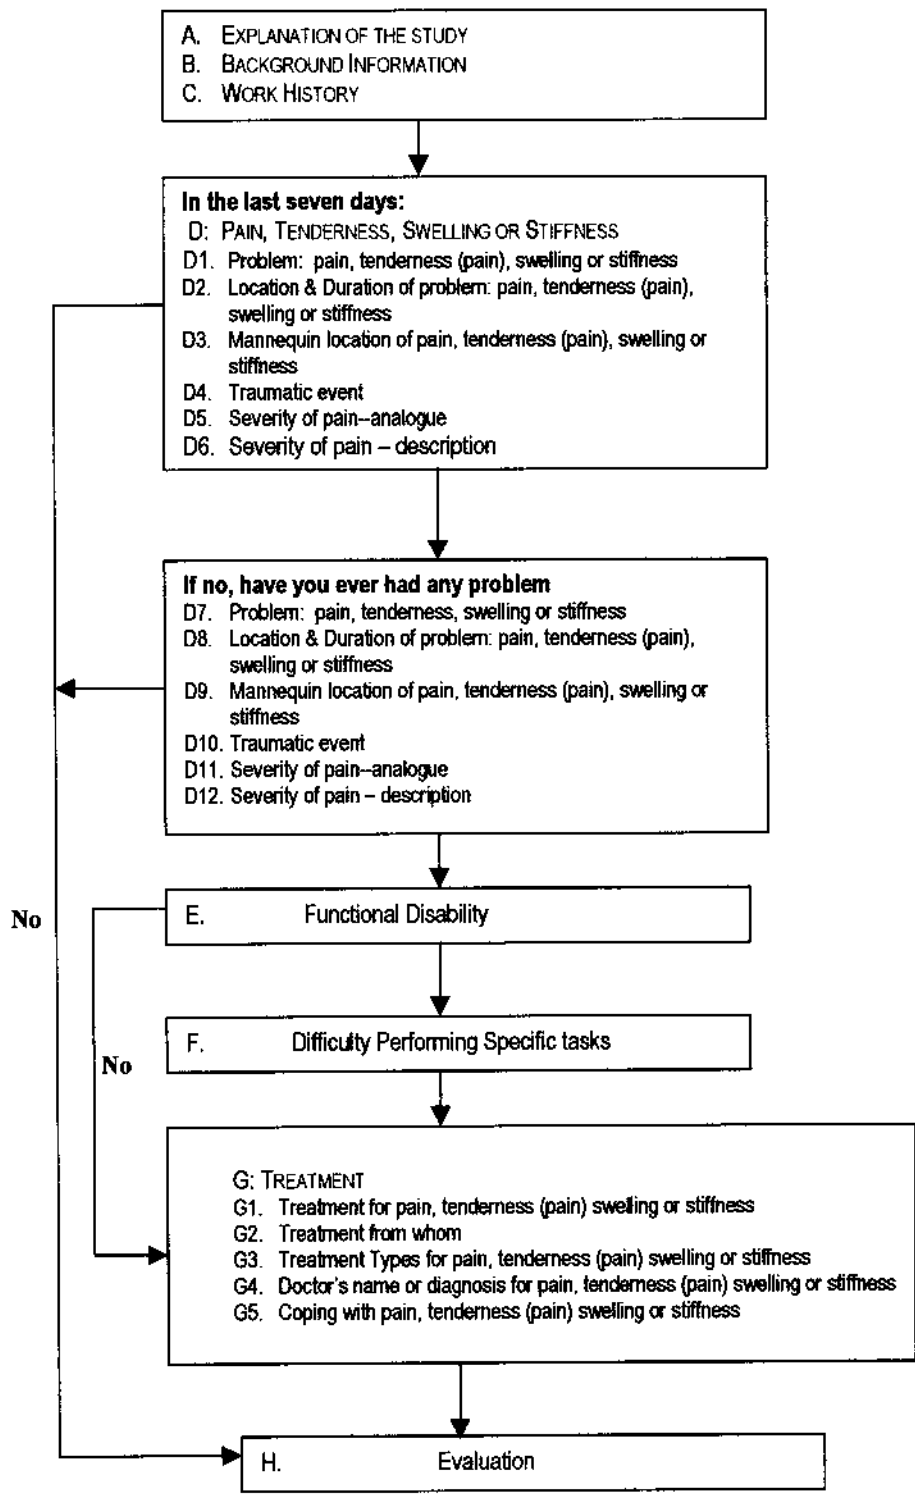 A. EXPLANATION OF THE STUDY
B. BACKGROUND INFORMATION
C. WORK HISTORY
In the last seven days:
D: PAIN, TENDERNESS, SWELLING OR STIFFNESS
D1. Problem: pain, tenderness (pain), swelling or stiffness
D2. Location & Duration of problem: pain, tenderness (pain),
swelling or stiffness
D3. Mannequin location of pain, tenderness (pain), swelling or
stiffness
D4. Traumatic event
D5. Severity of pain--analogue
D6. Severity of pain – description
If no, have you ever had any problem
D7. Problem: pain, tenderness, swelling or stiffness
D8. Location & Duration of problem: pain, tenderness (pain),
swelling or stiffness
D9. Mannequin location of pain, tenderness (pain), swelling or
stiffness
D10. Traumatic event
D11. Severity of pain--analogue
D12. Severity of pain – description
No
E. Functional Disability
F. Difficulty Performing Specific tasks
No
G: TREATMENT
G1. Treatment for pain, tenderness (pain) swelling or stiffness
G2. Treatment from whom
G3. Treatment Types for pain, tenderness (pain) swelling or stiffness
G4. Doctor's name or diagnosis for pain, tenderness (pain) swelling or stiffness
G5. Coping with pain, tenderness (pain) swelling or stiffness
H. Evaluation